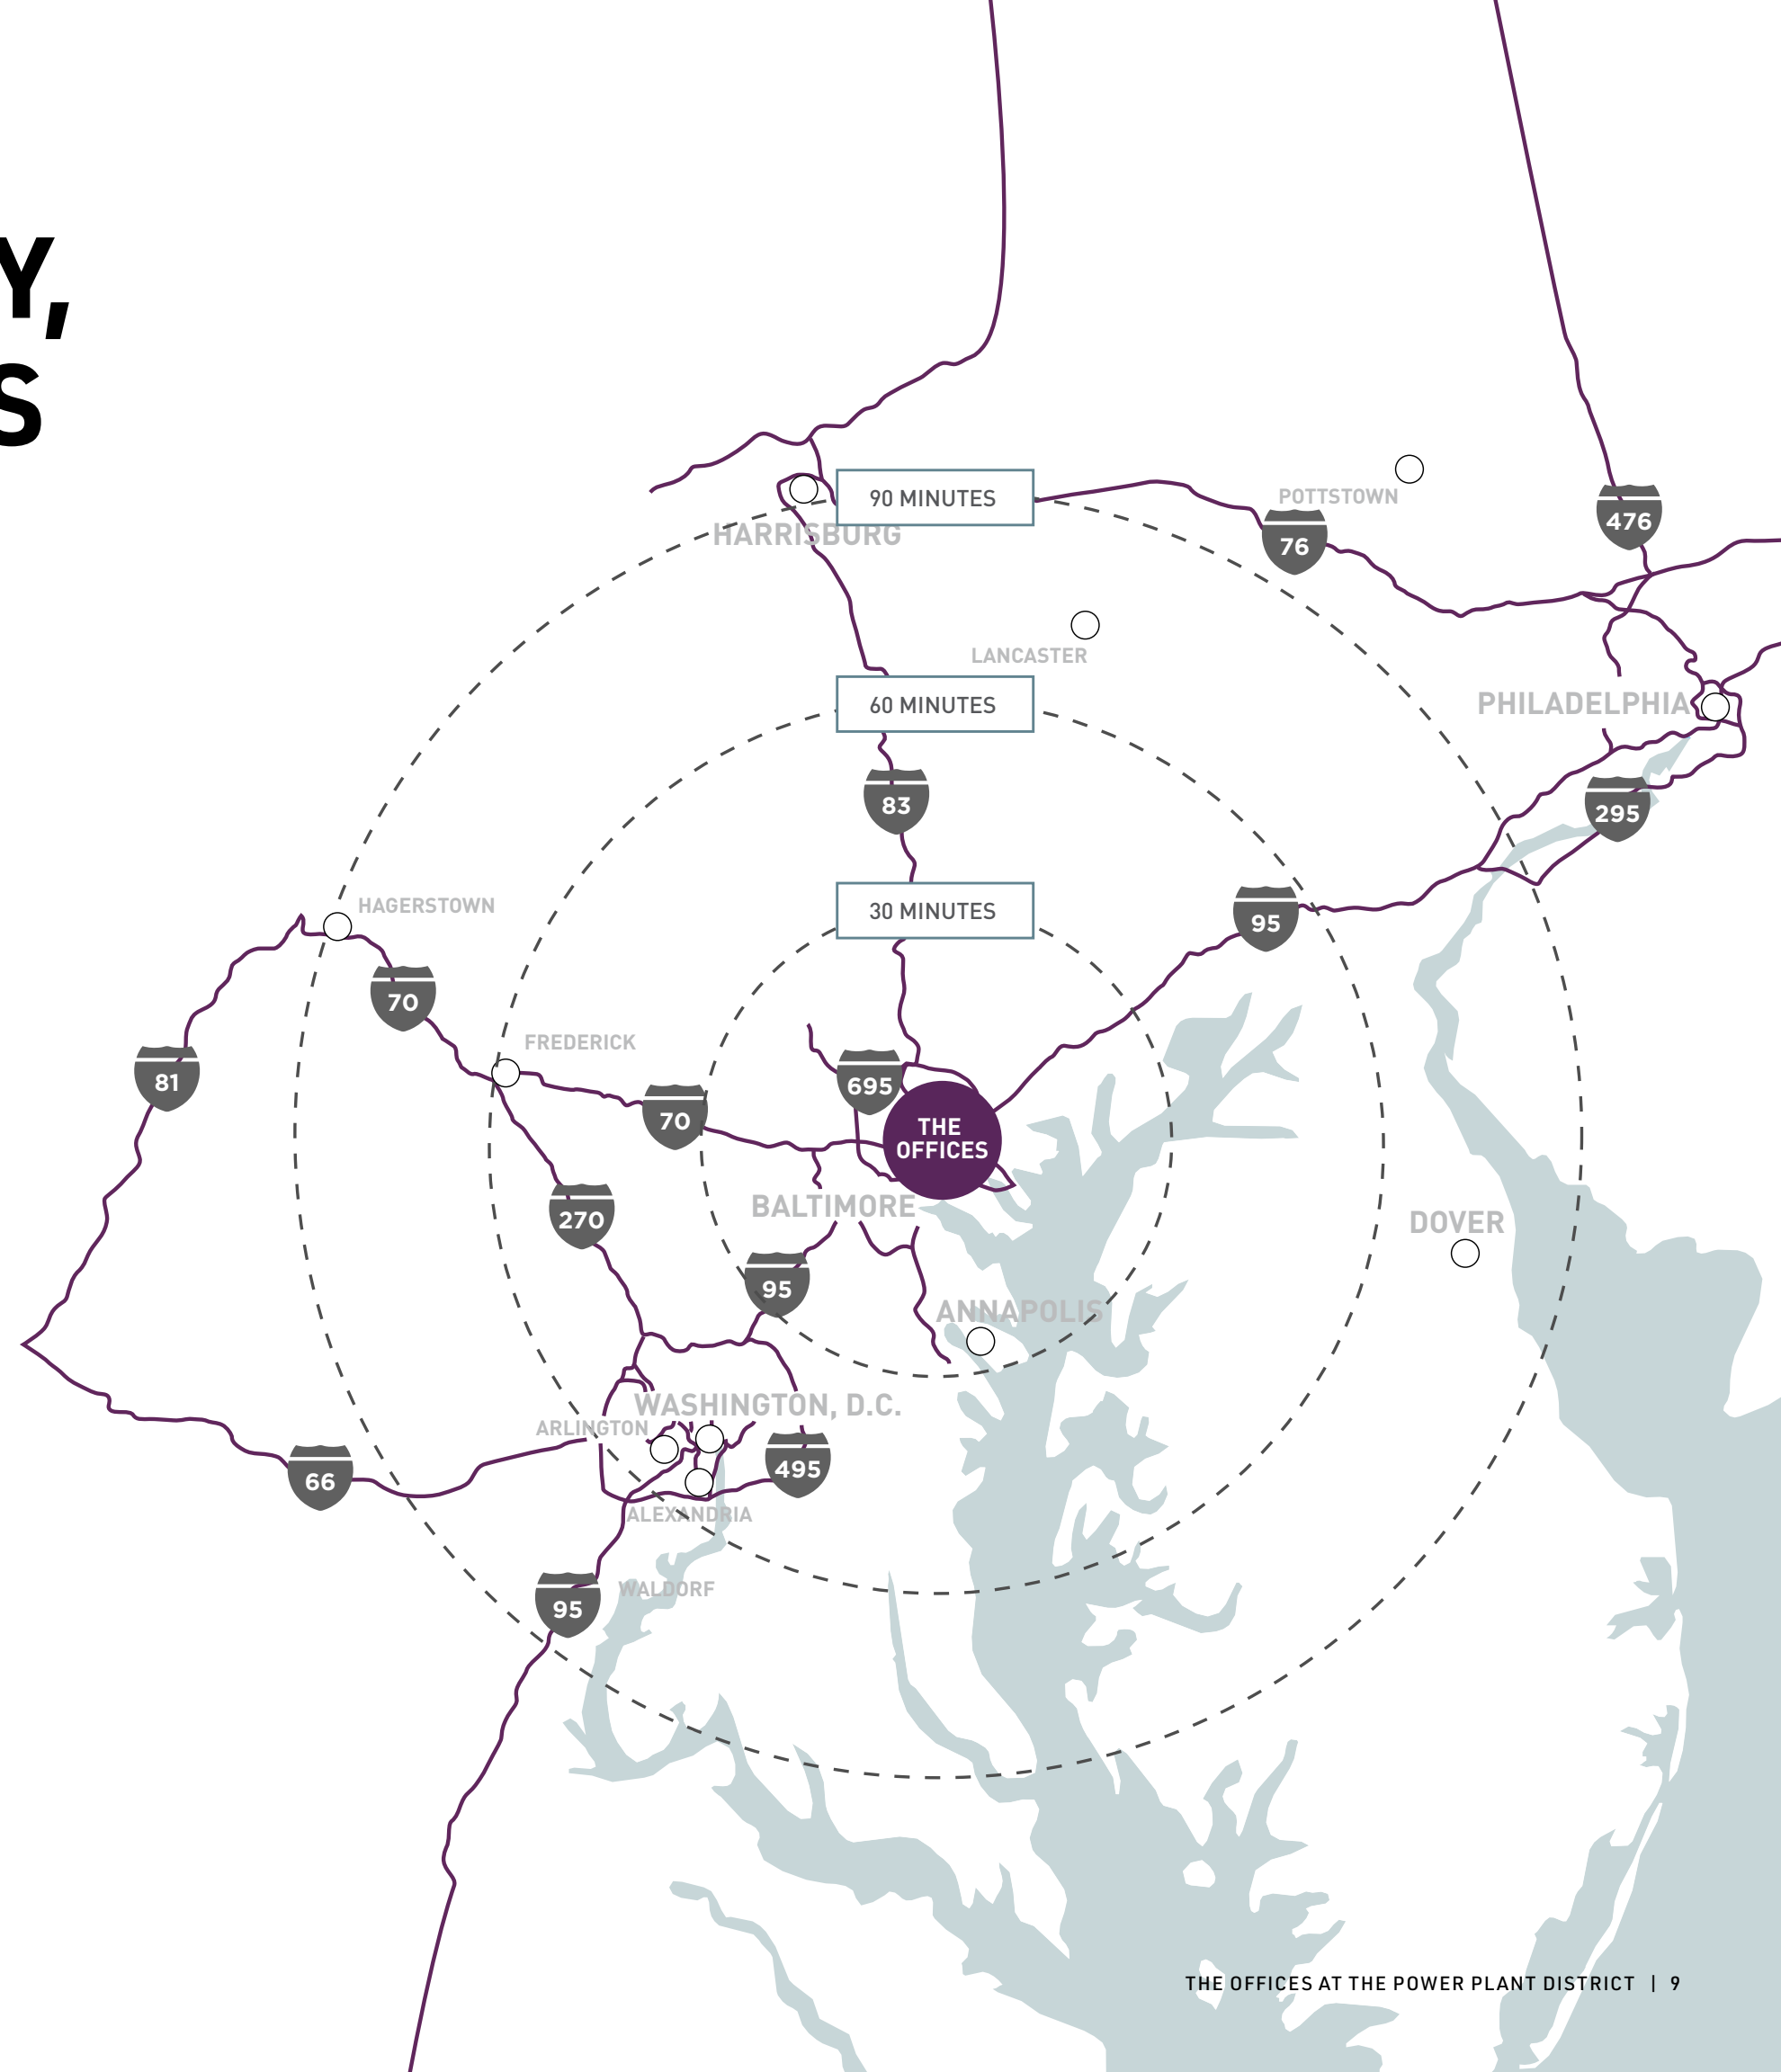 Y,
S
90 MINUTES
POTTSTOWN
476
HARRISBURG
76
LANCASTER
60 MINUTES
PHILADELPHIA
83
295
HAGERSTOWN
30 MINUTES
95
70
FREDERICK
81
695
70
THE
OFFICES
BALTIMORE
270
DOVER
95
ANNAPOLIS
WASHINGTON, D.C.
ARLINGTON
495
66
ALEXANDRIA
WALDORF
95
THE OFFICES AT THE POWER PLANT DISTRICT | 9